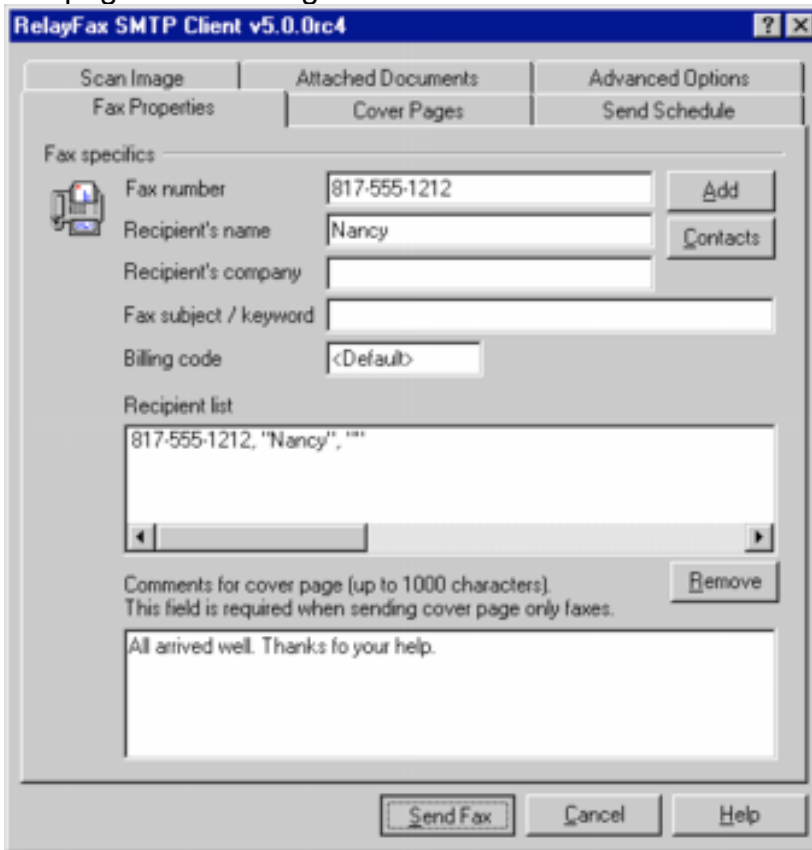 RelayFax SMTP Client v5.0.0rc4
Scan Image Attached Documents Advanced Options
Fax Properties Cover Pages Send Schedule
Fax specifics
Fax number 817-555-1212 Add
Recipient's name Nancy Contacts
Recipient's company
Fax subject / keyword
Billing code <Default>
Recipient list
817-555-1212, "Nancy", ""
Comments for cover page (up to 1000 characters). Remove
This field is required when sending cover page only faxes.
All arrived well. Thanks fo your help.
Send Fax Cancel Help